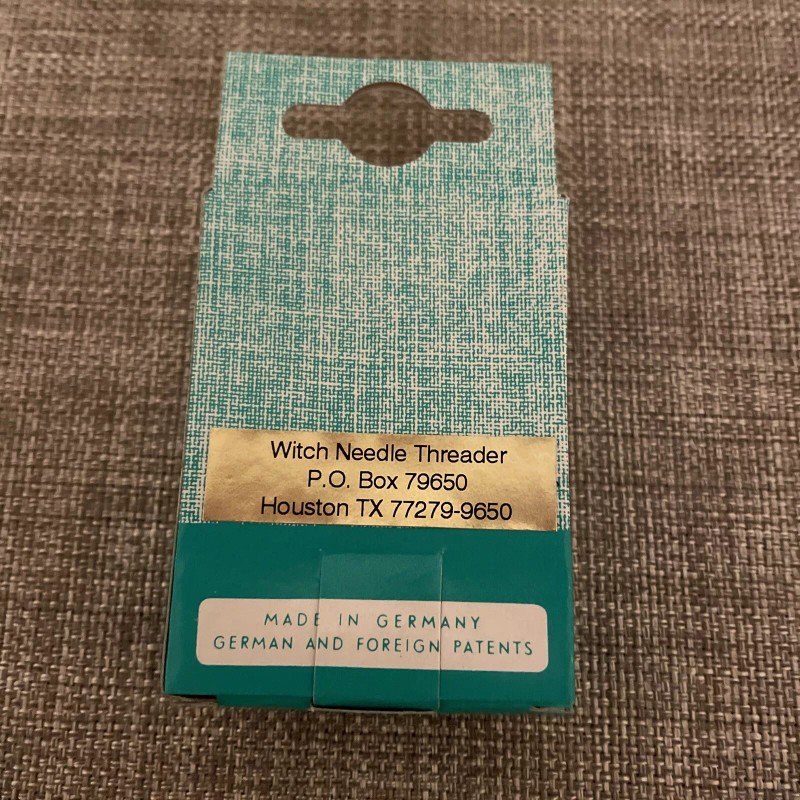 Witch Needle Threader
P.O. Box 79650
Houston TX 77279-9650
MADE IN GERMANY
GERMAN AND FOREIGN PATENTS